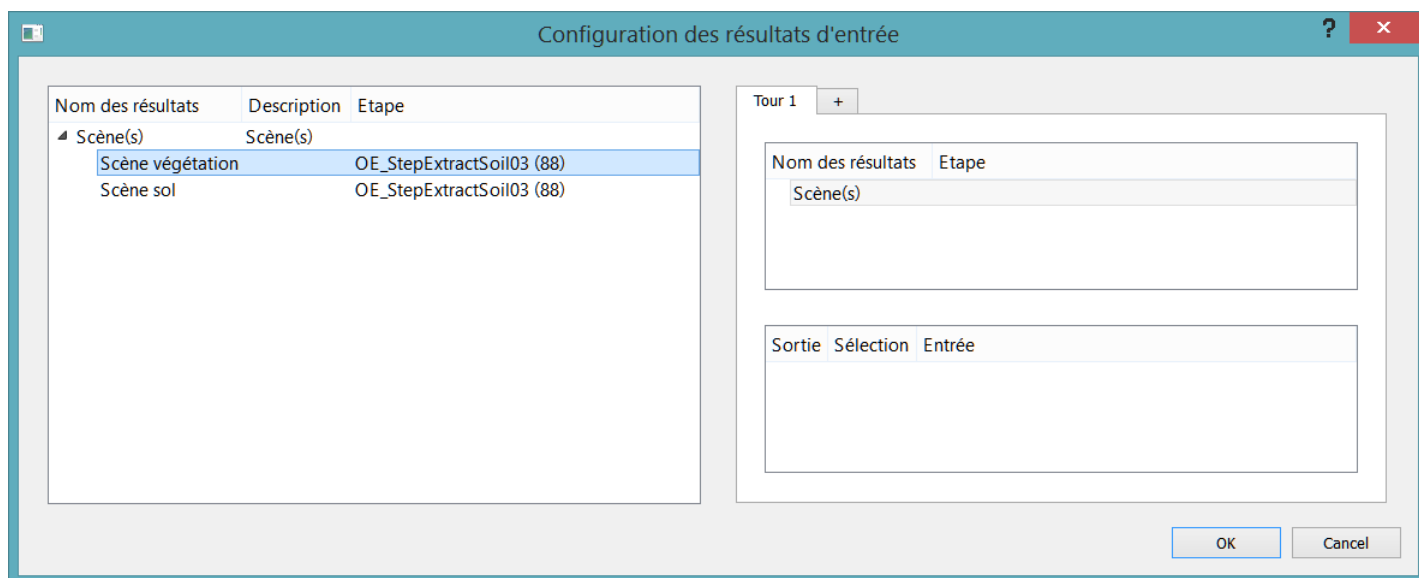 Configuration des résultats d'entrée
?
×
Nom des résultats Description Etape
Scène(s) Scène(s)
Scène végétation OE_StepExtractSoil03 (88)
Scène sol OE_StepExtractSoil03 (88)
Tour 1 +
Nom des résultats Etape
Scène(s)
Sortie Sélection Entrée
OK Cancel